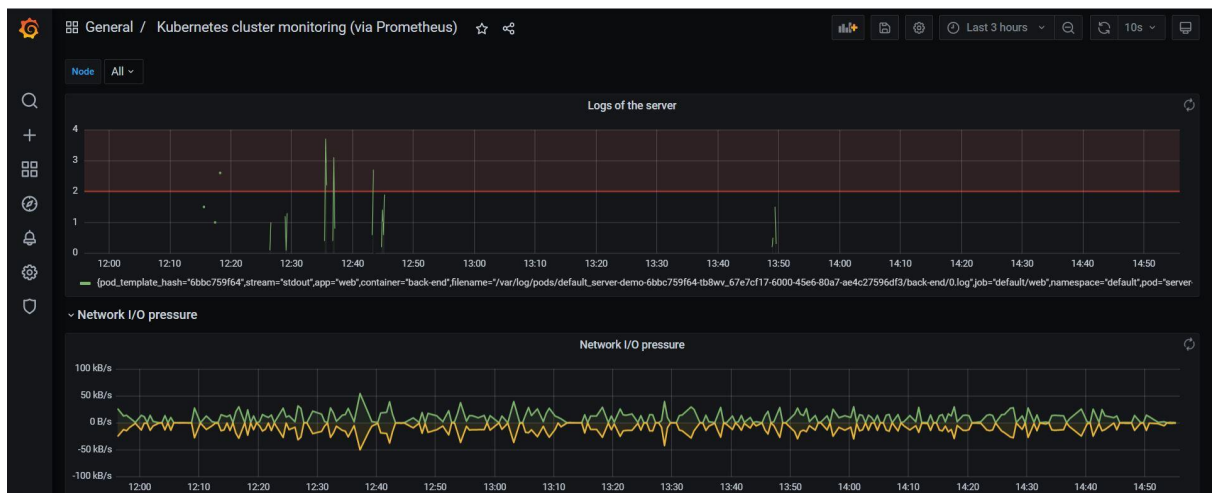 General / Kubernetes cluster monitoring (via Prometheus) Last 3 hours 10s
Node All
Logs of the server
4
3
2
1
0
12:00 12:10 12:20 12:30 12:40 12:50 13:00 13:10 13:20 13:30 13:40 13:50 14:00 14:10 14:20 14:30 14:40 14:50
{pod_template_hash="6bbc759f64",stream="stdout",app="web",container="back-end",filename="/var/log/pods/default_server-demo-6bbc759f64-tb8wv_67e7cf17-6000-45e6-80a7-ae4c27596df3/back-end/0.log",job="default/web",namespace="default",pod="server-
Network I/O pressure
Network I/O pressure
100 kB/s
50 kB/s
0 B/s
-50 kB/s
-100 kB/s
12:00 12:10 12:20 12:30 12:40 12:50 13:00 13:10 13:20 13:30 13:40 13:50 14:00 14:10 14:20 14:30 14:40 14:50